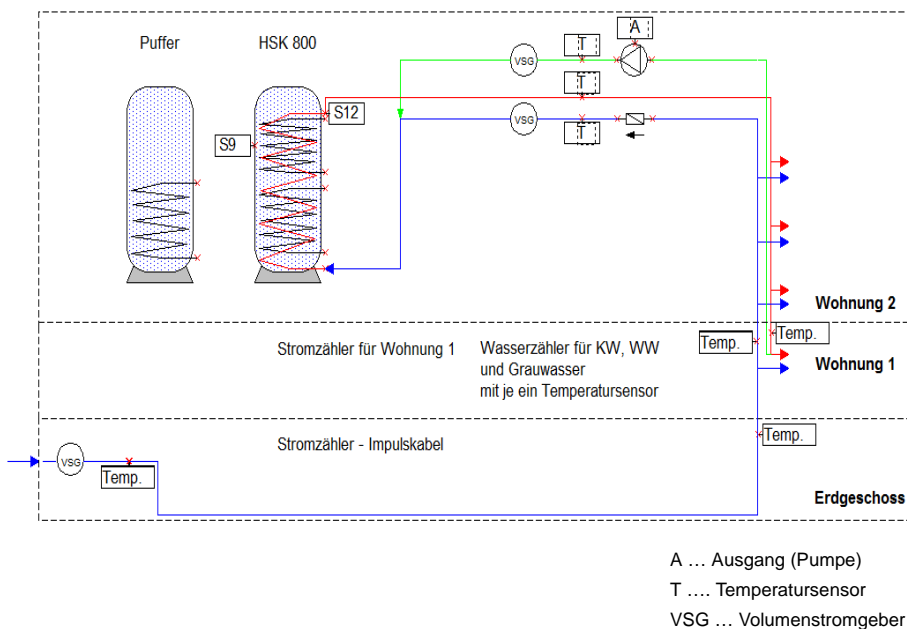 Puffer
HSK 800
A
T
VSG
T
S12
VSG
T
S9
Wohnung 2
Temp.
Temp.
Stromzähler für Wohnung 1
Wasserzähler für KW, WW
und Grauwasser
mit je ein Temperatursensor
Wohnung 1
Temp.
Stromzähler - Impulskabel
VSG
Temp.
Erdgeschoss
A … Ausgang (Pumpe)
T …. Temperatursensor
VSG … Volumenstromgeber